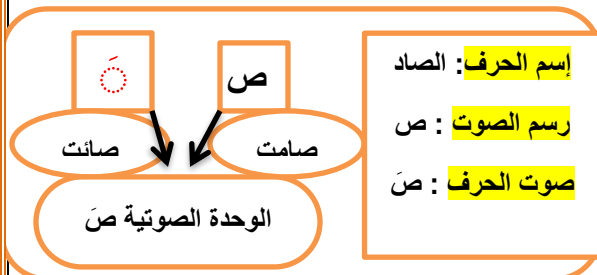 إسم الحرف: الصاد
رسم الصوت : ص
صوت الحرف : صَ
ص
◌َ
صامت
صائت
الوحدة الصوتية صَ